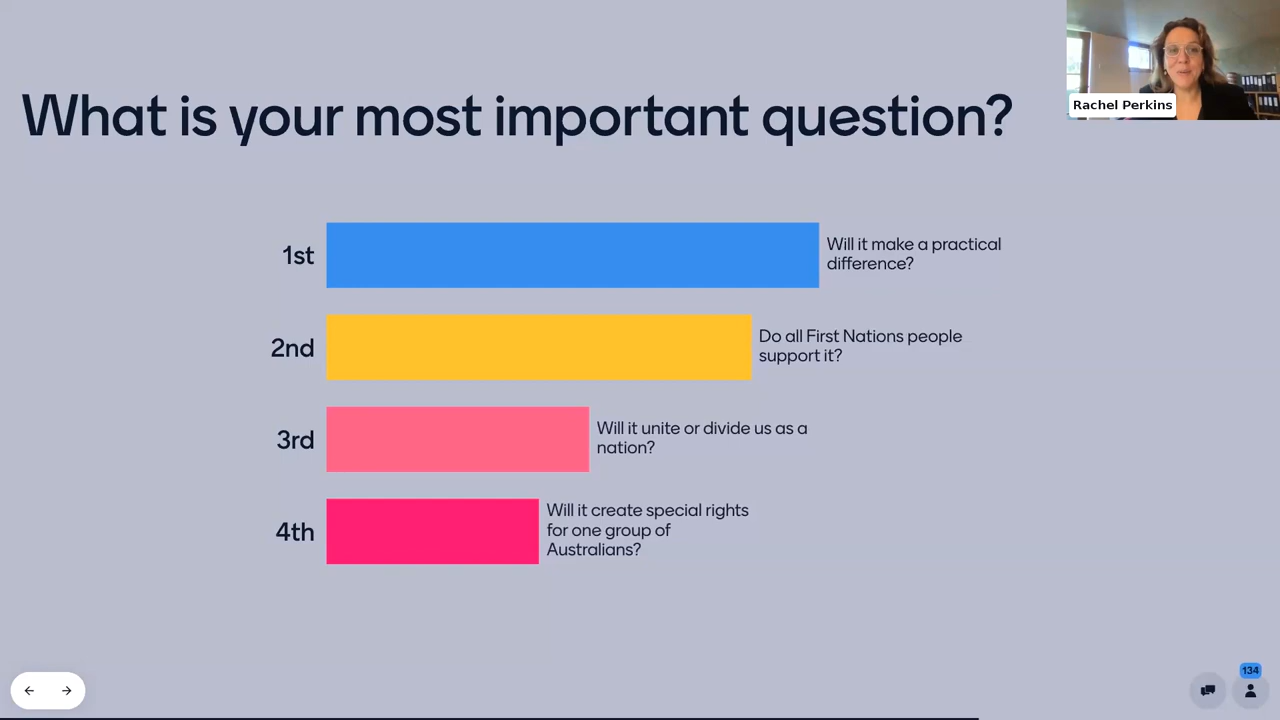 What is your most important question?
Rachel Perkins
1st
Will it make a practical
difference?
2nd
Do all First Nations people
support it?
3rd
Will it unite or divide us as a
nation?
4th
Will it create special rights
for one group of
Australians?
134